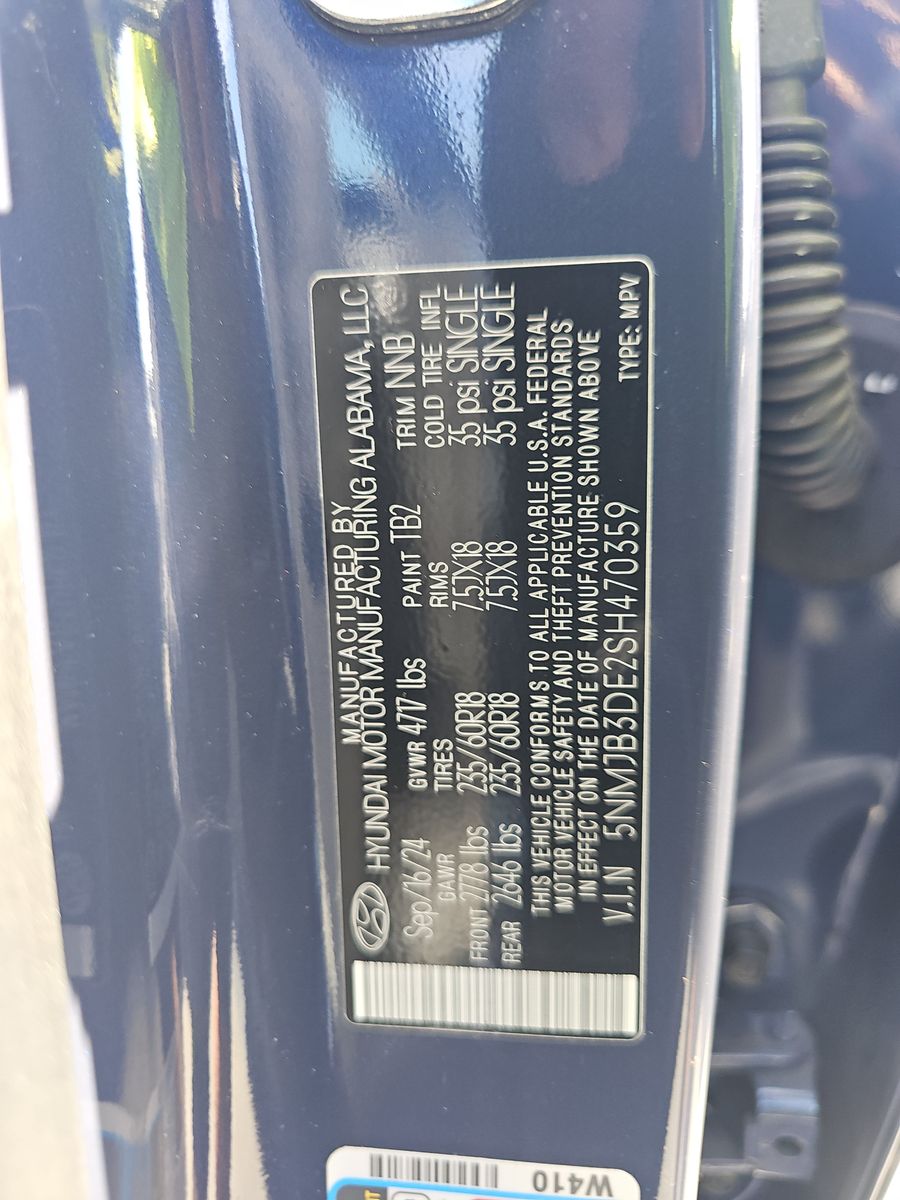 MANUFACTURED BY
HYUNDAI MOTOR MANUFACTURING ALABAMA, LLC
Sep/16/24 GVWR 4717 lbs PAINT TB2 TRIM NNB
GAWR TIRES RIMS COLD TIRE INFL
FRONT 2778 lbs 235/60R18 7.5JX18 35 psi SINGLE
REAR 2646 lbs 235/60R18 7.5JX18 35 psi SINGLE
THIS VEHICLE CONFORMS TO ALL APPLICABLE U.S.A. FEDERAL
MOTOR VEHICLE SAFETY AND THEFT PREVENTION STANDARDS
IN EFFECT ON THE DATE OF MANUFACTURE SHOWN ABOVE
V.I.N 5NMJB3DE2SH470359 TYPE: MPV
W410